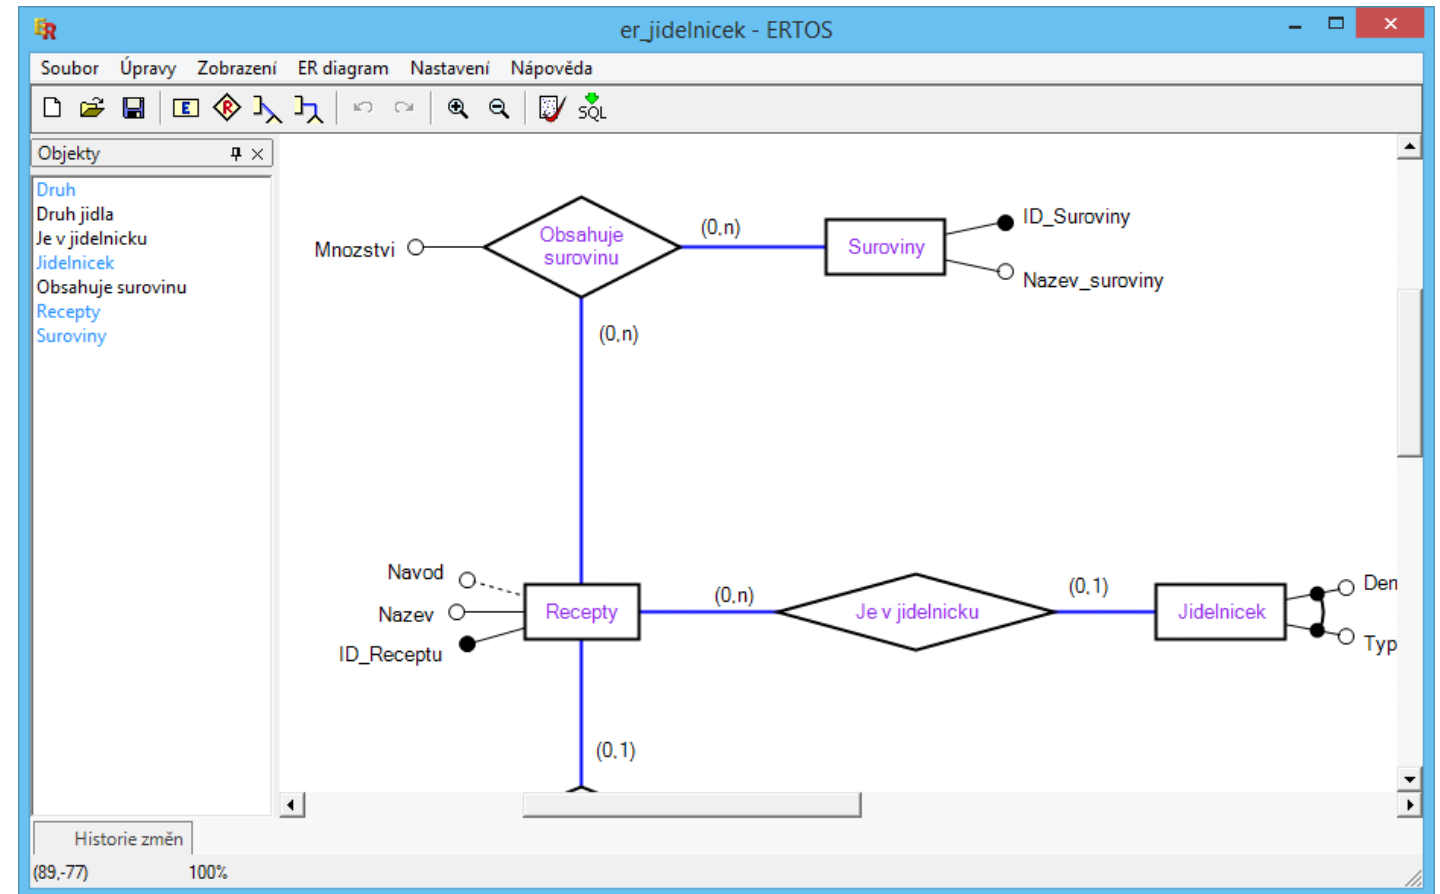 er_jidelnicek - ERTOS
Soubor Úpravy Zobrazení ER diagram Nastavení Nápověda
E R SQL
Objekty
Druh
Druh jidla
Je v jidelnicku
Jidelnicek
Obsahuje surovinu
Recepty
Suroviny
Mnozstvi
Obsahuje
surovinu
(0,n)
Suroviny
ID_Suroviny
Nazev_suroviny
(0,n)
Navod
Nazev
ID_Receptu
Recepty
(0,n)
Je v jidelnicku
(0,1)
Jidelnicek
Den
Typ
(0,1)
Historie změn
(89,-77) 100%